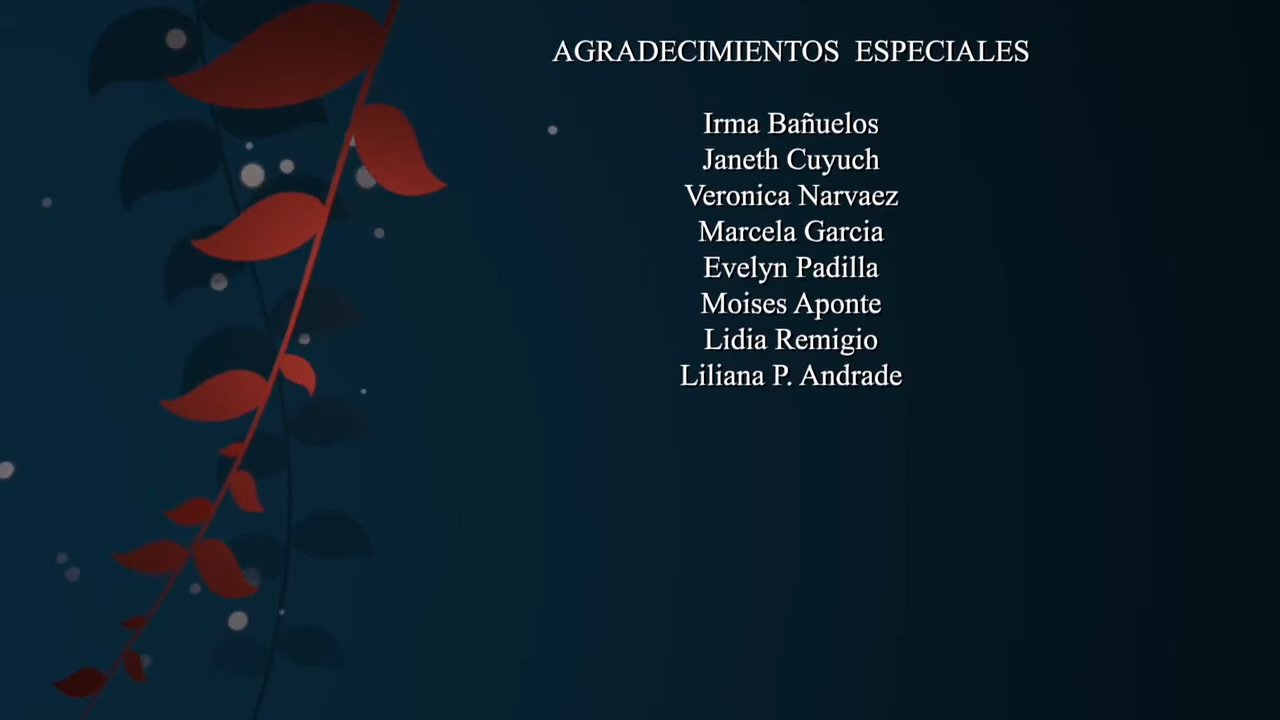 AGRADECIMIENTOS ESPECIALES
Irma Bañuelos
Janeth Cuyuch
Veronica Narvaez
Marcela Garcia
Evelyn Padilla
Moises Aponte
Lidia Remigio
Liliana P. Andrade